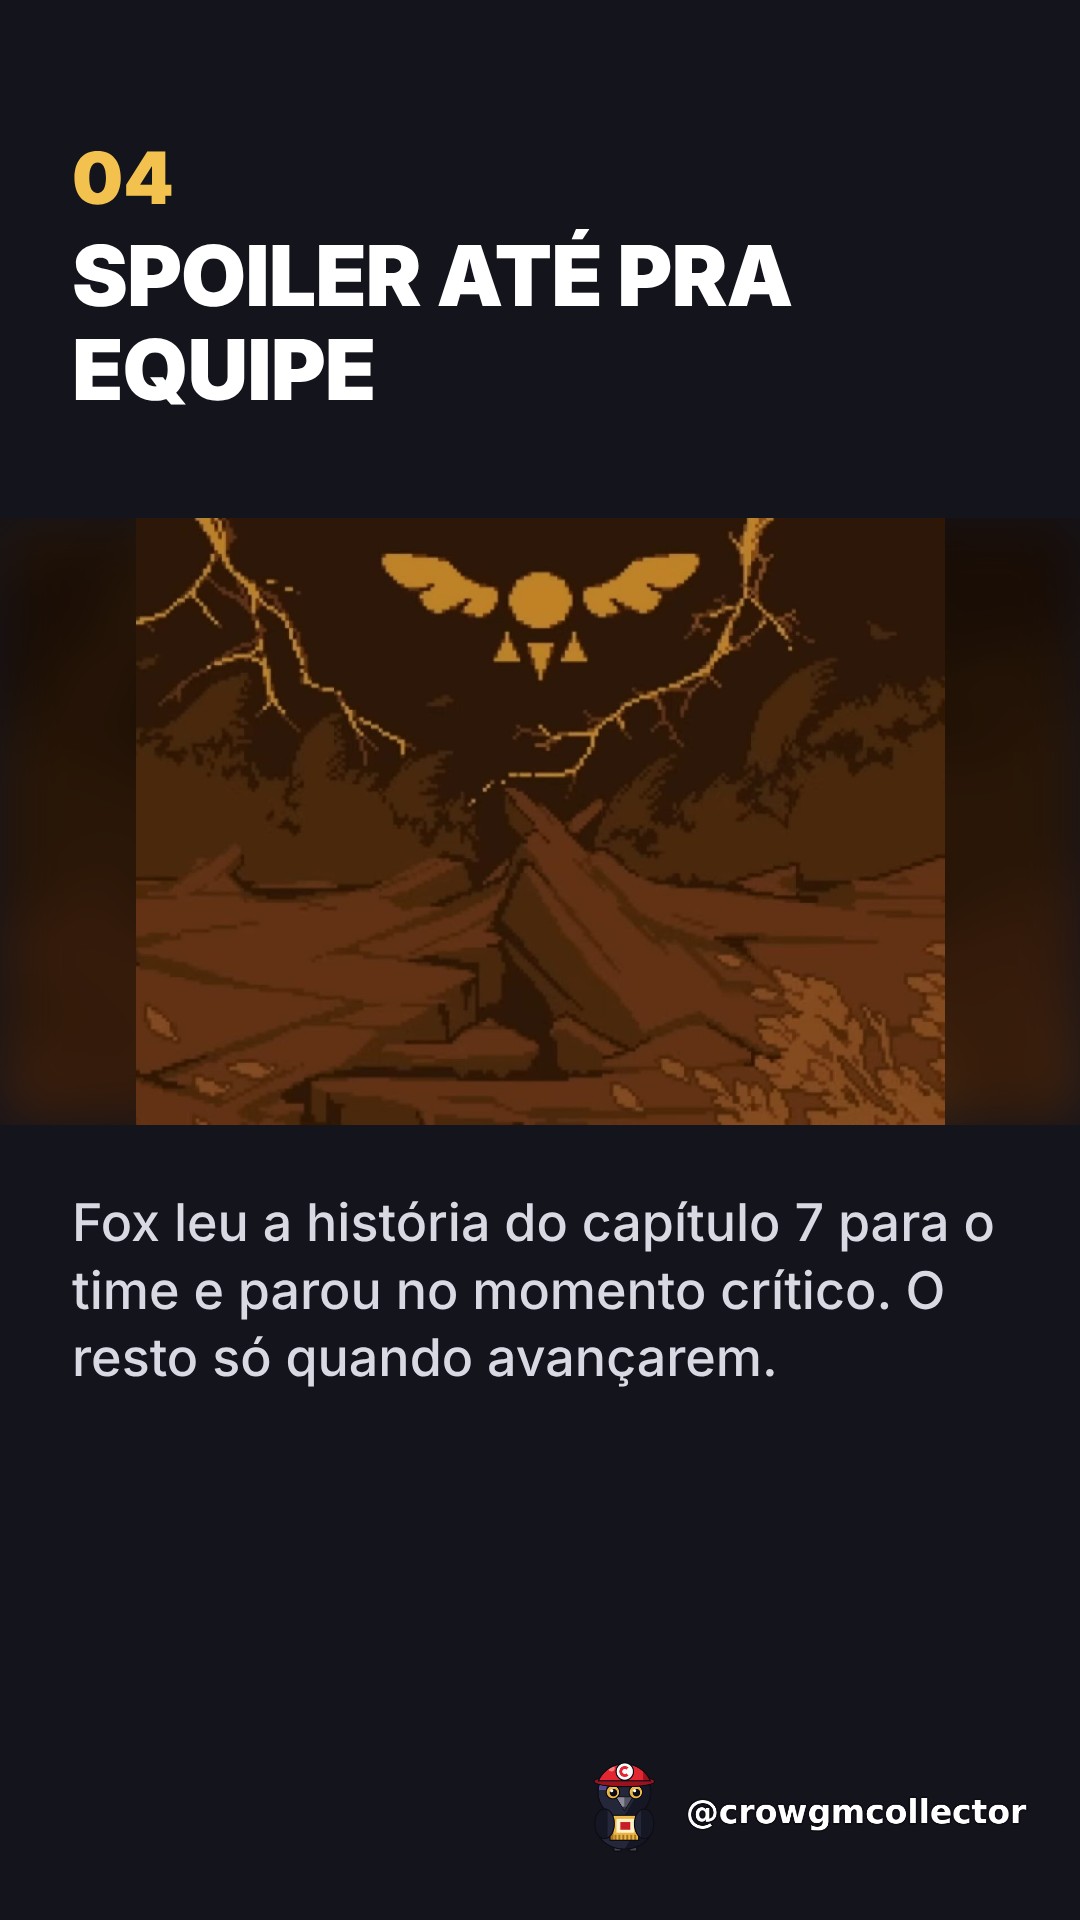 04
SPOILER ATÉ PRA
EQUIPE
Fox leu a história do capítulo 7 para o
time e parou no momento crítico. O
resto só quando avançarem.
C
@crowgmcollector